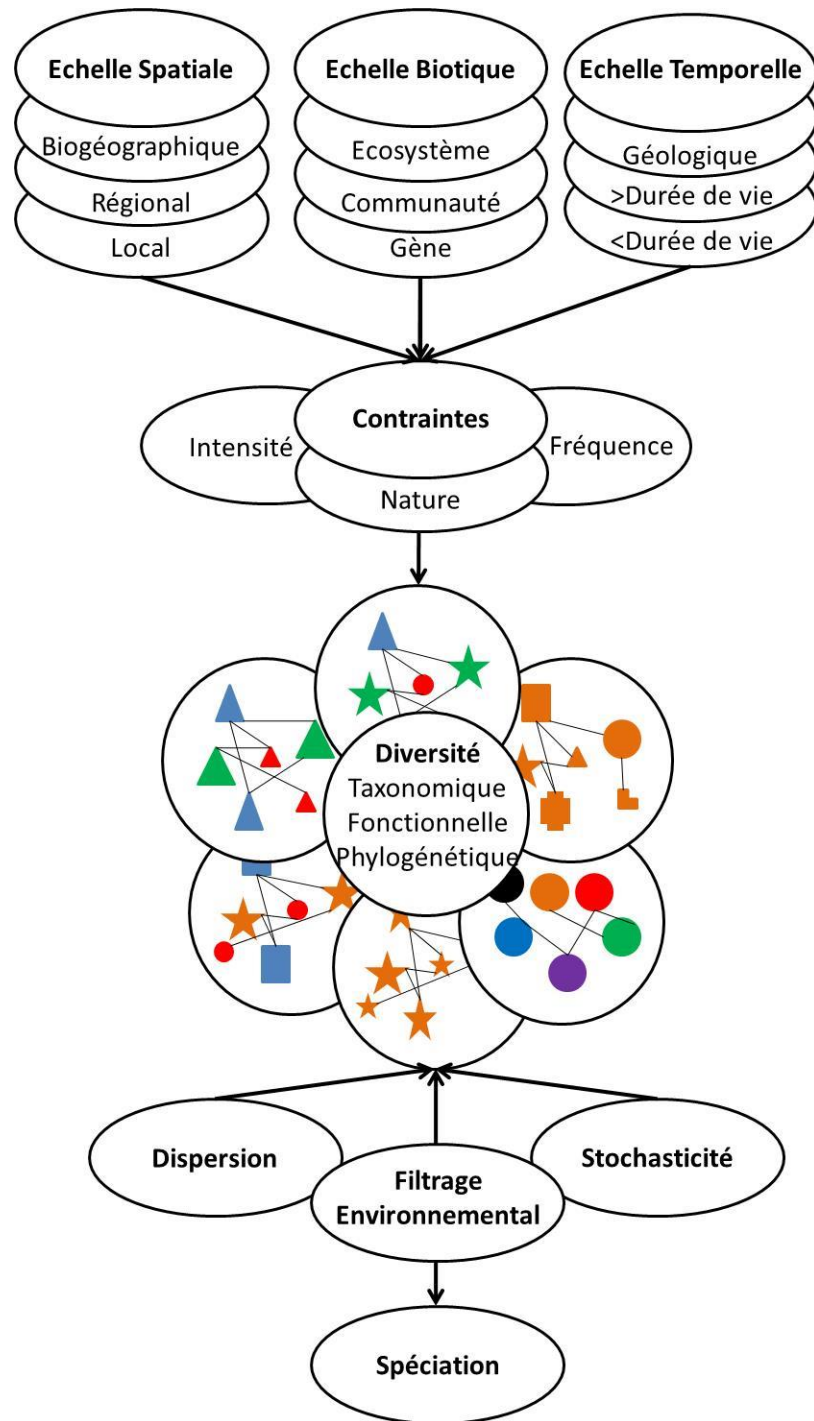 Echelle Spatiale
Biogéographique
Régional
Local
Echelle Biotique
Ecosystème
Communauté
Gène
Echelle Temporelle
Géologique
>Durée de vie
<Durée de vie
Contraintes
Intensité
Fréquence
Nature
Diversité
Taxonomique
Fonctionnelle
Phylogénétique
Dispersion
Filtrage
Environnemental
Stochasticité
Spéciation